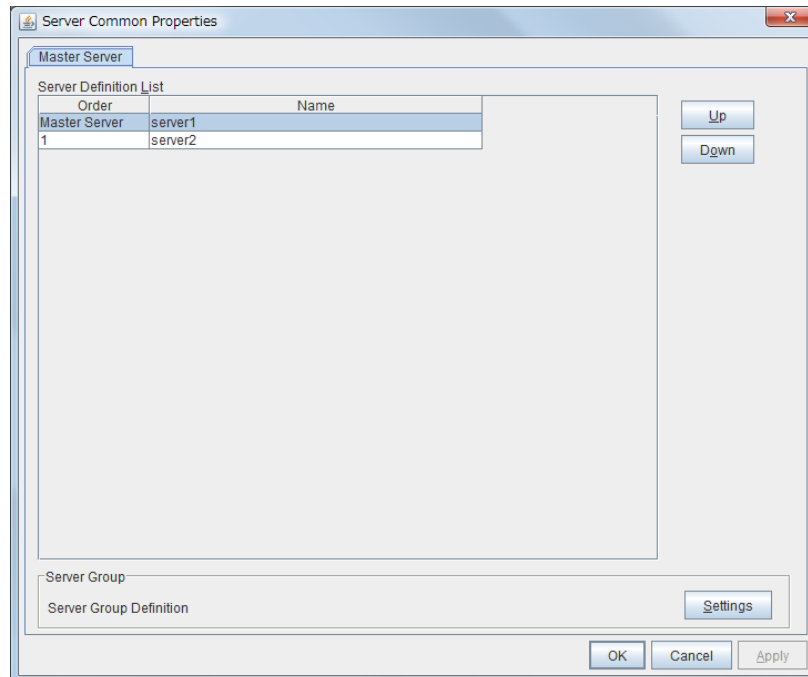 Server Common Properties
Master Server
Server Definition List
Order Name
Master Server server1
1 server2
Up
Down
Server Group
Server Group Definition
Settings
OK Cancel Apply